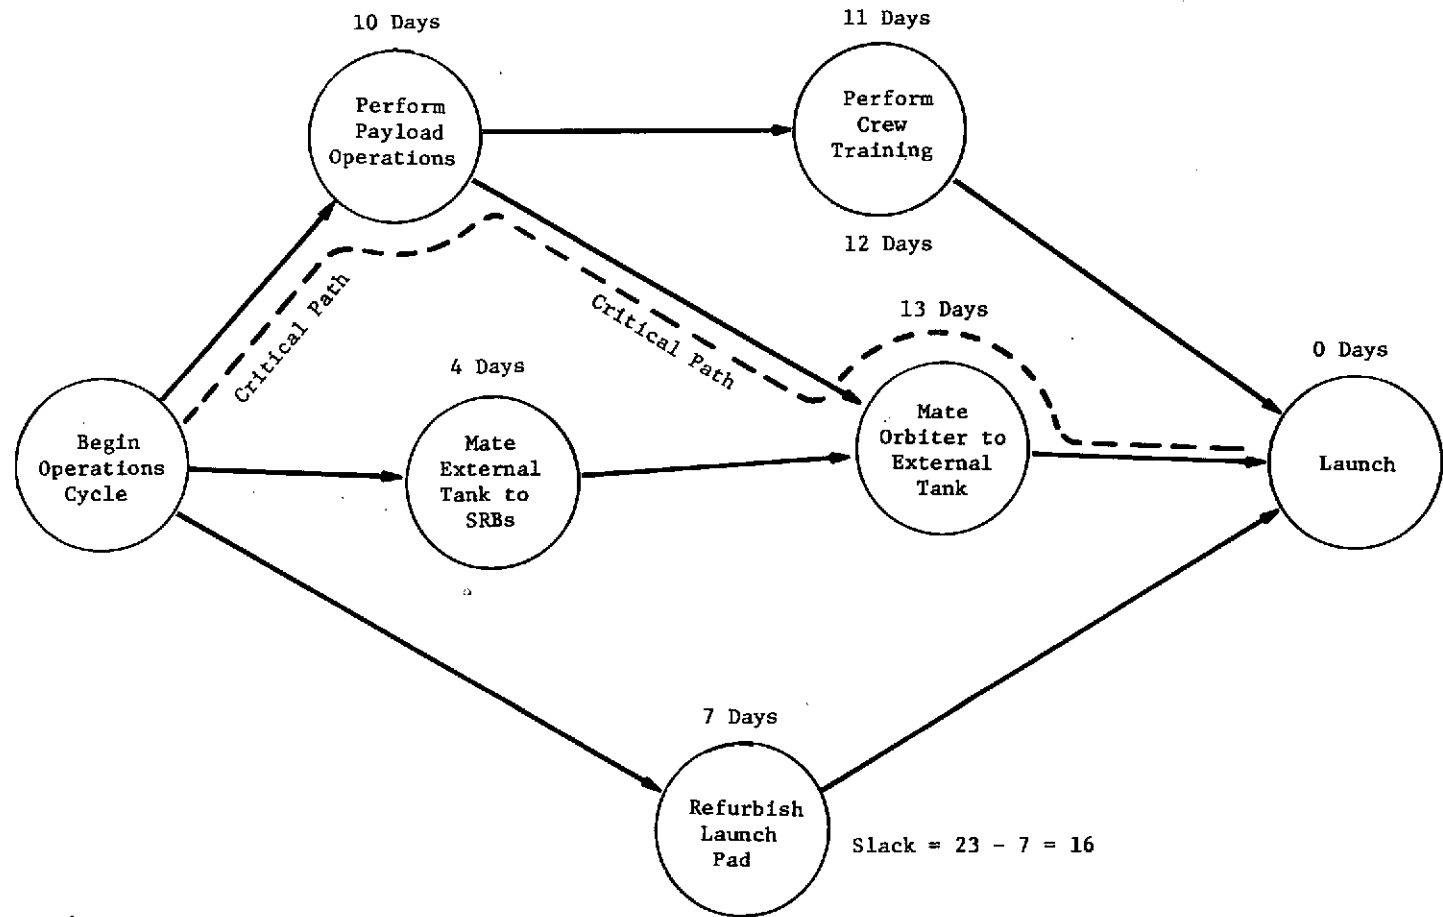 10 Days
11 Days
Perform
Payload
Operations
Perform
Crew
Training
12 Days
Critical Path
Critical Path
13 Days
4 Days
0 Days
Begin
Operations
Cycle
Mate
External
Tank to
SRBs
Mate
Orbiter to
External
Tank
Launch
7 Days
Refurbish
Launch
Pad
Slack = 23 - 7 = 16